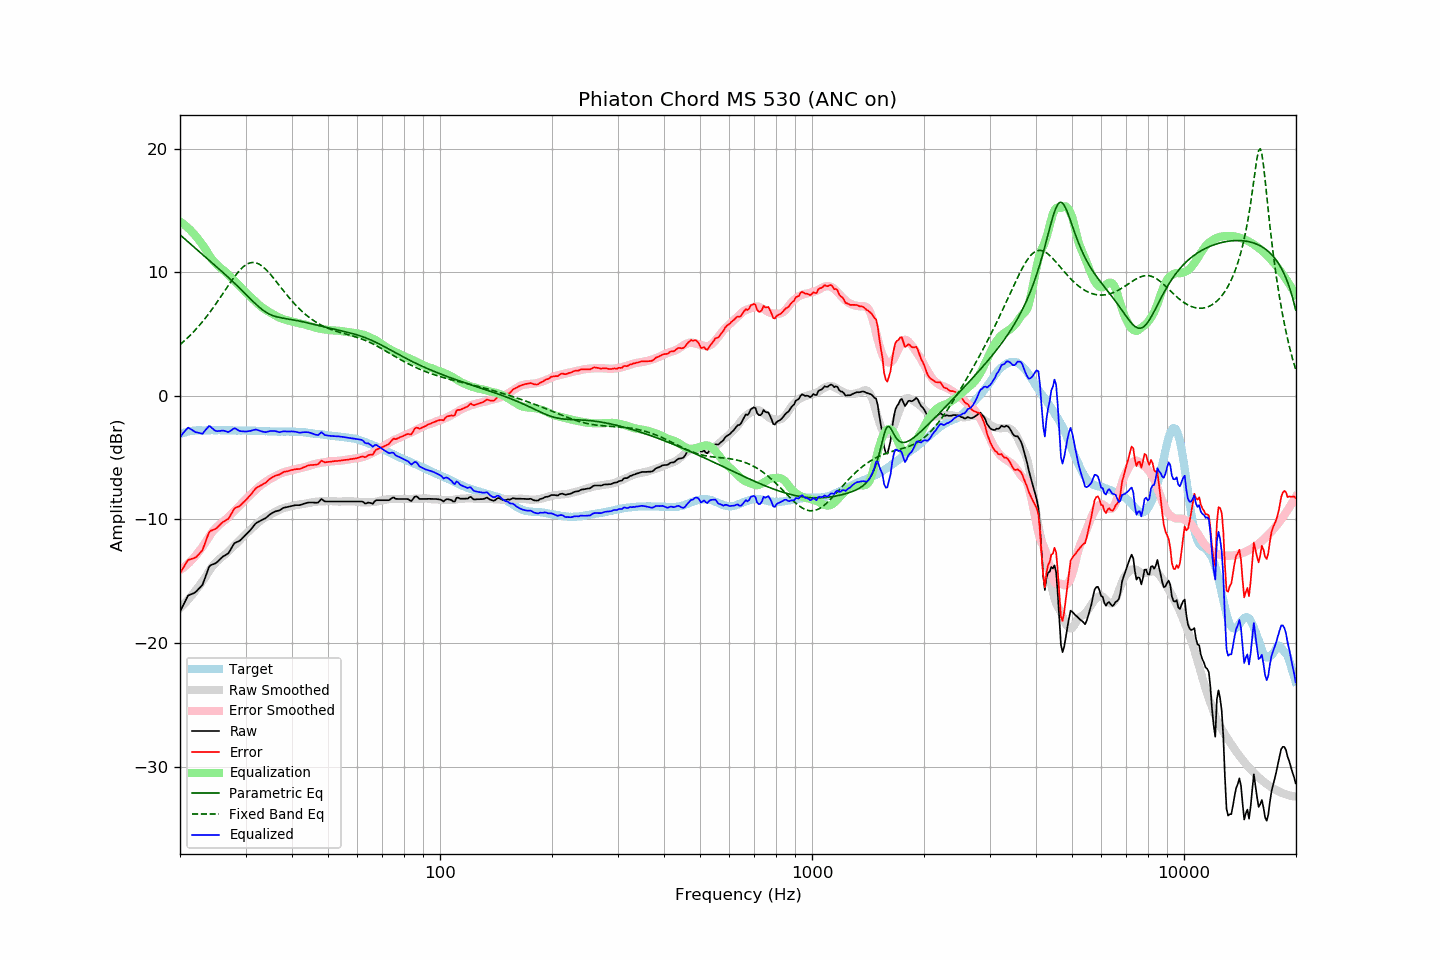 Phiaton Chord MS 530 (ANC on)
Amplitude (dBr)
20
10
0
−10
−20
−30
Target
Raw Smoothed
Error Smoothed
Raw
Error
Equalization
Parametric Eq
Fixed Band Eq
Equalized
100
1000
10000
Frequency (Hz)